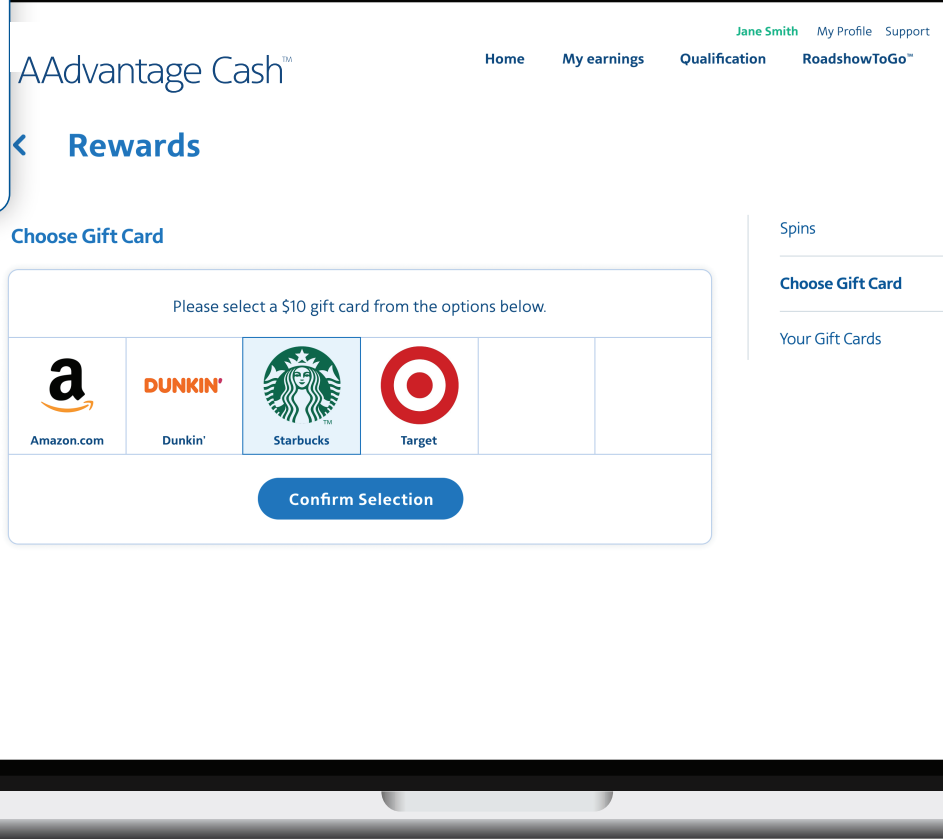 Jane Smith My Profile Support
AAdvantage Cash™
Home My earnings Qualification RoadshowToGo™
Rewards
Choose Gift Card
Please select a $10 gift card from the options below.
a
DUNKIN'
TM
Amazon.com Dunkin' Starbucks Target
Confirm Selection
Spins
Choose Gift Card
Your Gift Cards